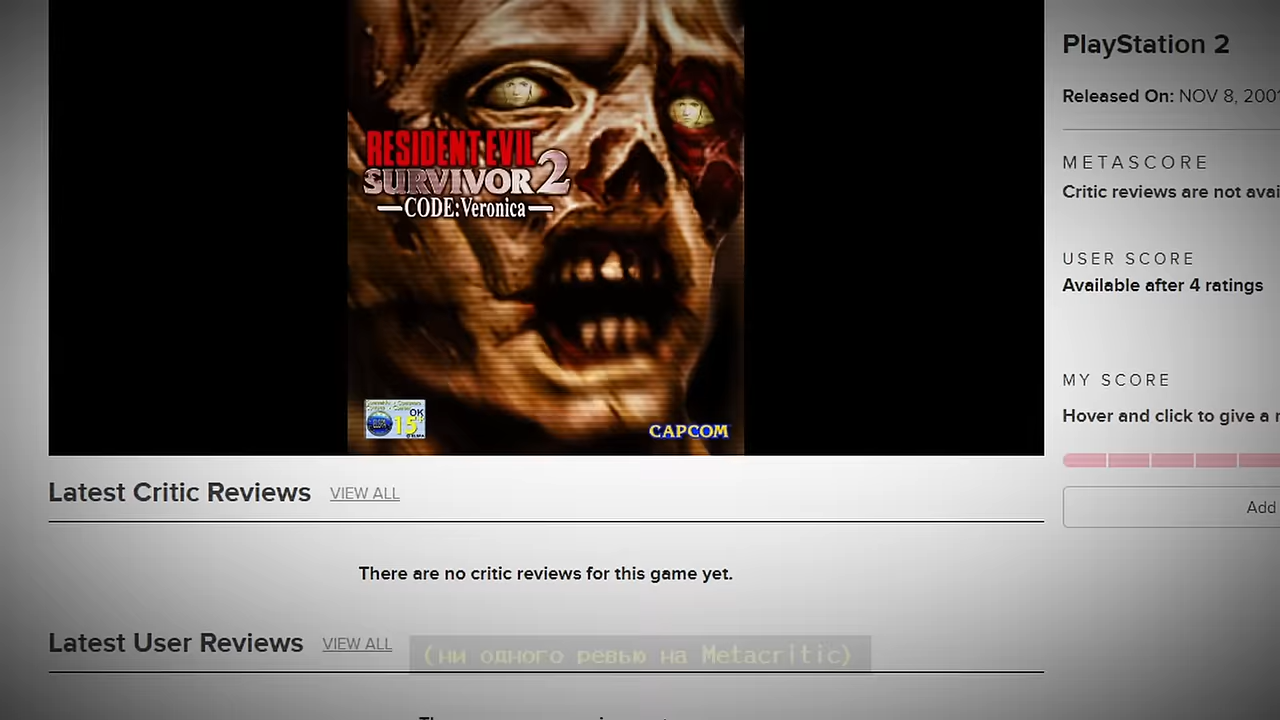 PlayStation 2
Released On: NOV 8, 2001
METASCORE
Critic reviews are not avai
USER SCORE
Available after 4 ratings
MY SCORE
Hover and click to give a r
Add
RESIDENT EVIL
SURVIVOR 2
CODE:Veronica
OK
15+
CAPCOM
Latest Critic Reviews VIEW ALL
There are no critic reviews for this game yet.
Latest User Reviews VIEW ALL
(ни одного ревью на Metacritic)